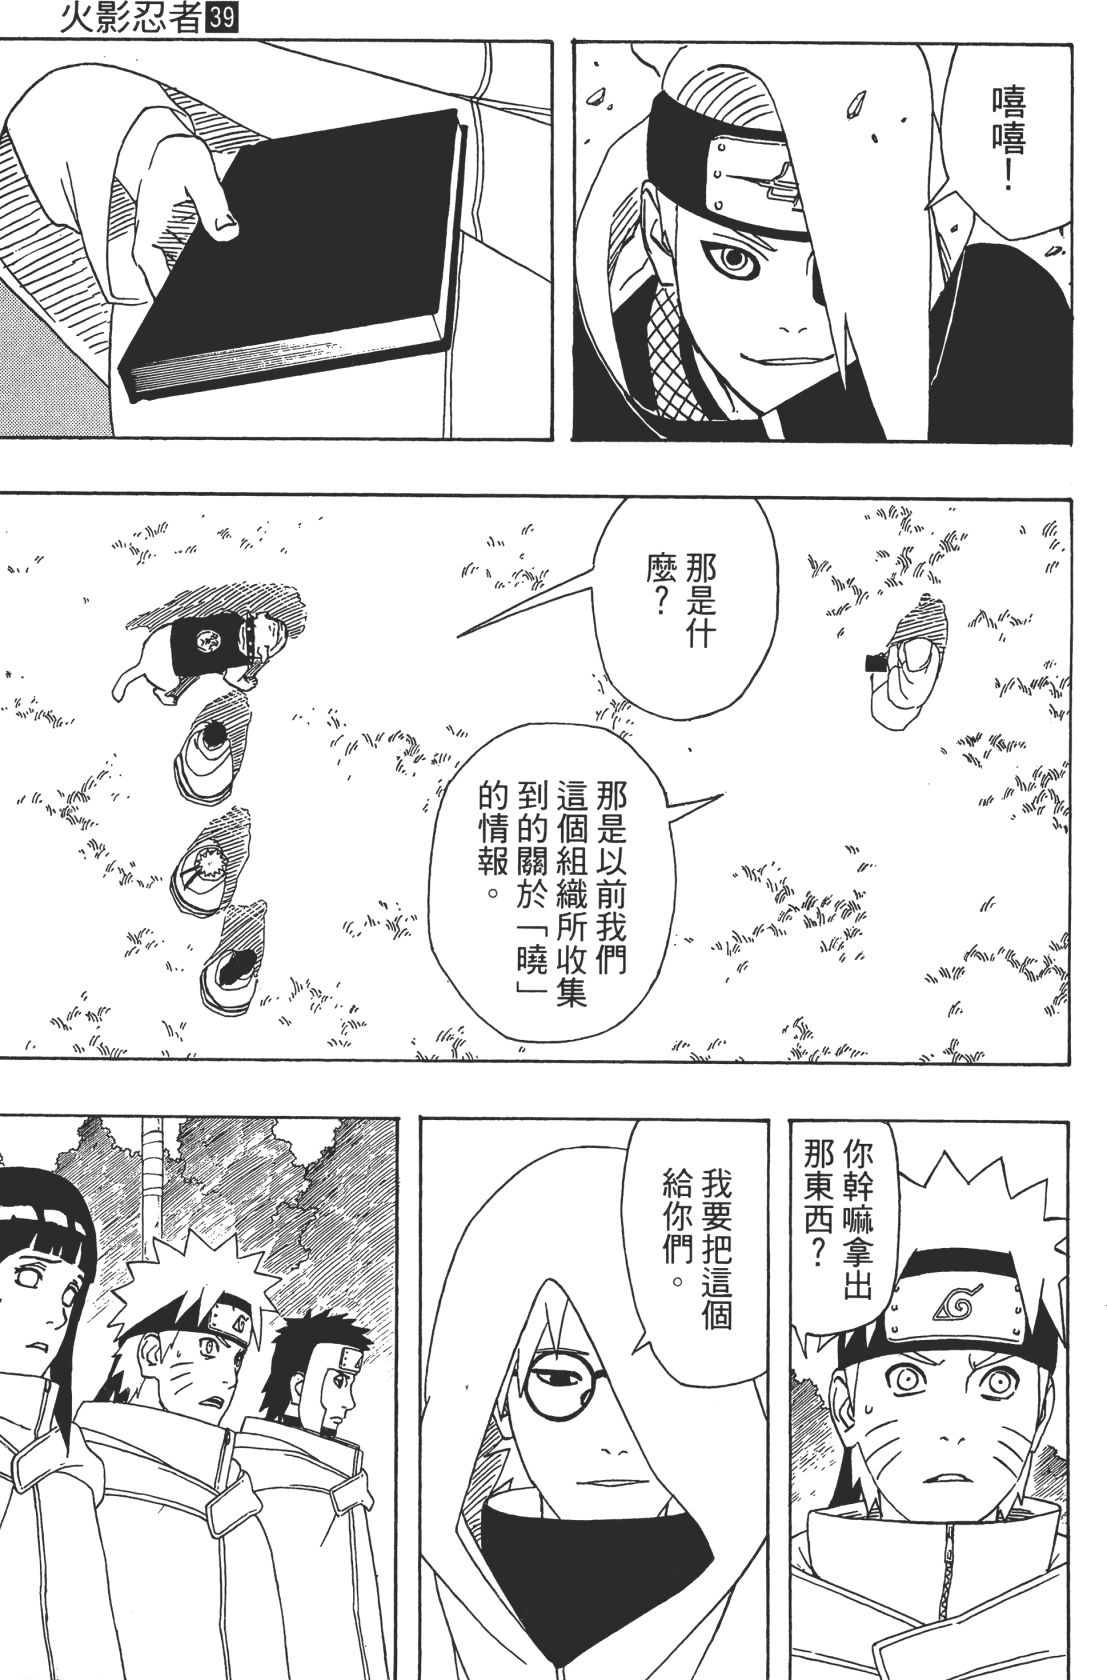 火影忍者39
嘻嘻！
那是什
麼？
那是以前我們
這個組織所收集
到的關於「曉」
的情報。
你幹嘛拿出
那東西？
我要把這個
給你們。